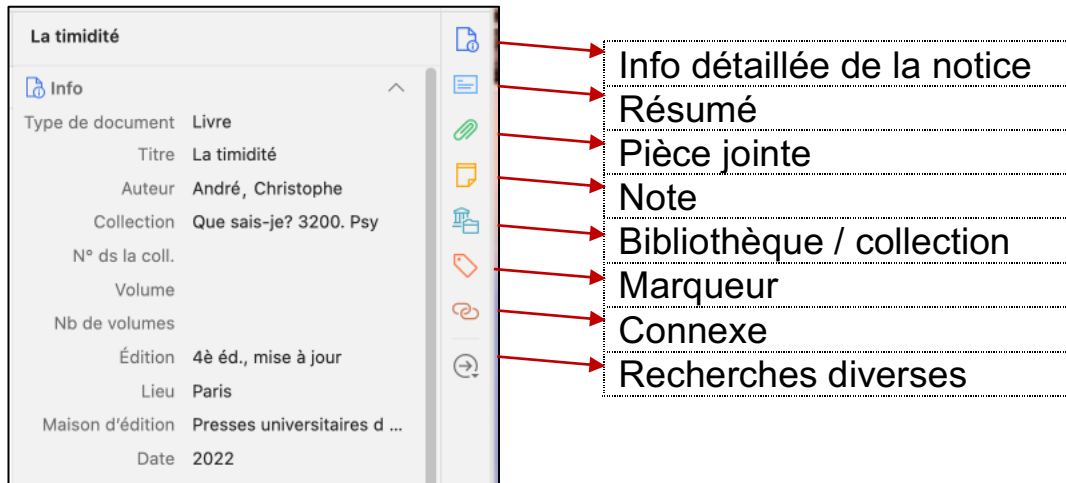 La timidité
Info
Type de document Livre
Titre La timidité
Auteur André, Christophe
Collection Que sais-je? 3200. Psy
N° ds la coll.
Volume
Nb de volumes
Édition 4è éd., mise à jour
Lieu Paris
Maison d'édition Presses universitaires d ...
Date 2022
Info détaillée de la notice
Résumé
Pièce jointe
Note
Bibliothèque / collection
Marqueur
Connexe
Recherches diverses